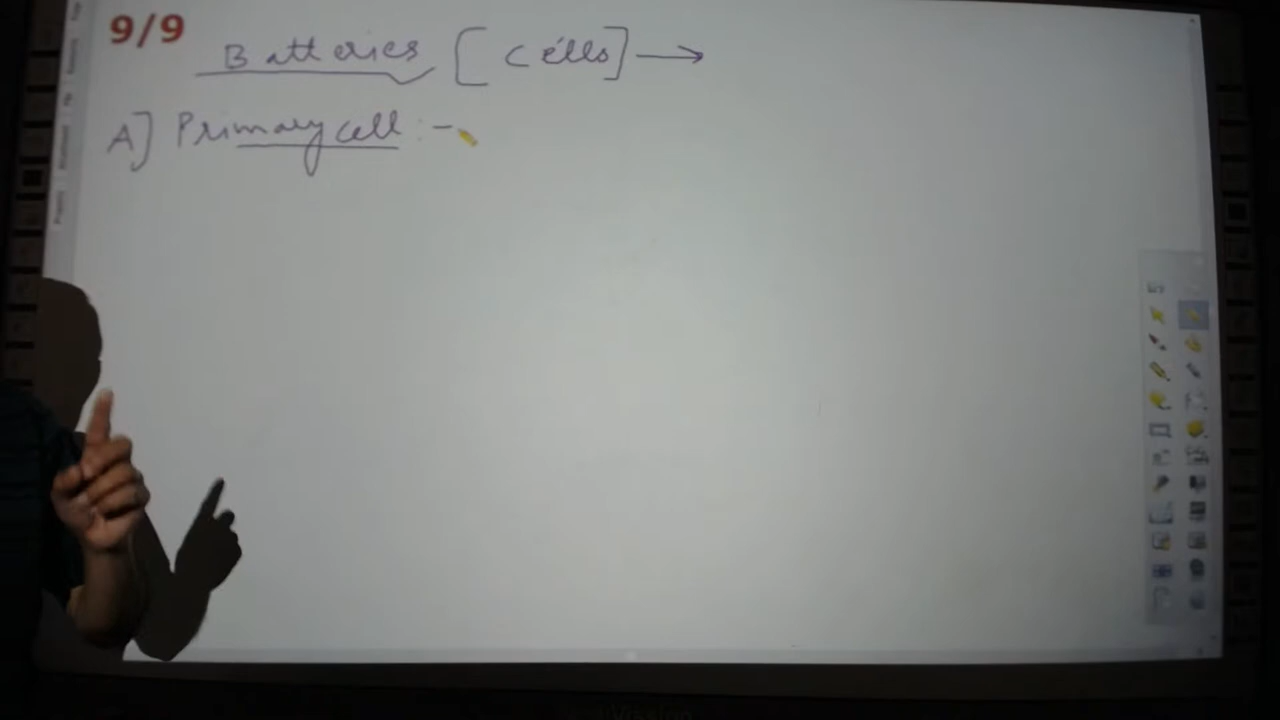 9/9
Batteries [Cells] →
A] Primary cell :-